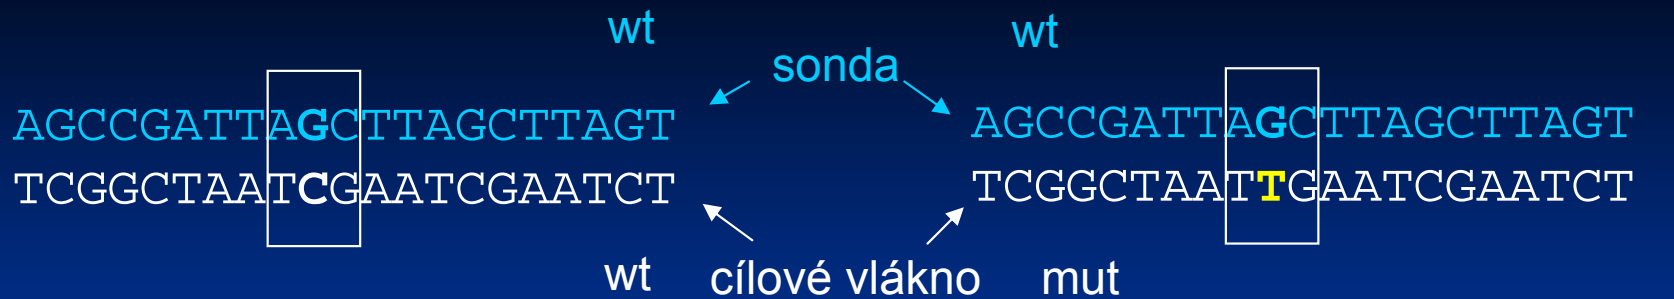 wt wt
sonda
AGCCGATTAGCTTAGCTTAGT AGCCGATTAGCTTAGCTTAGT
TCGGCTAATCGAATCGAATCT TCGGCTAATTGAATCGAATCT
wt cílové vlákno mut